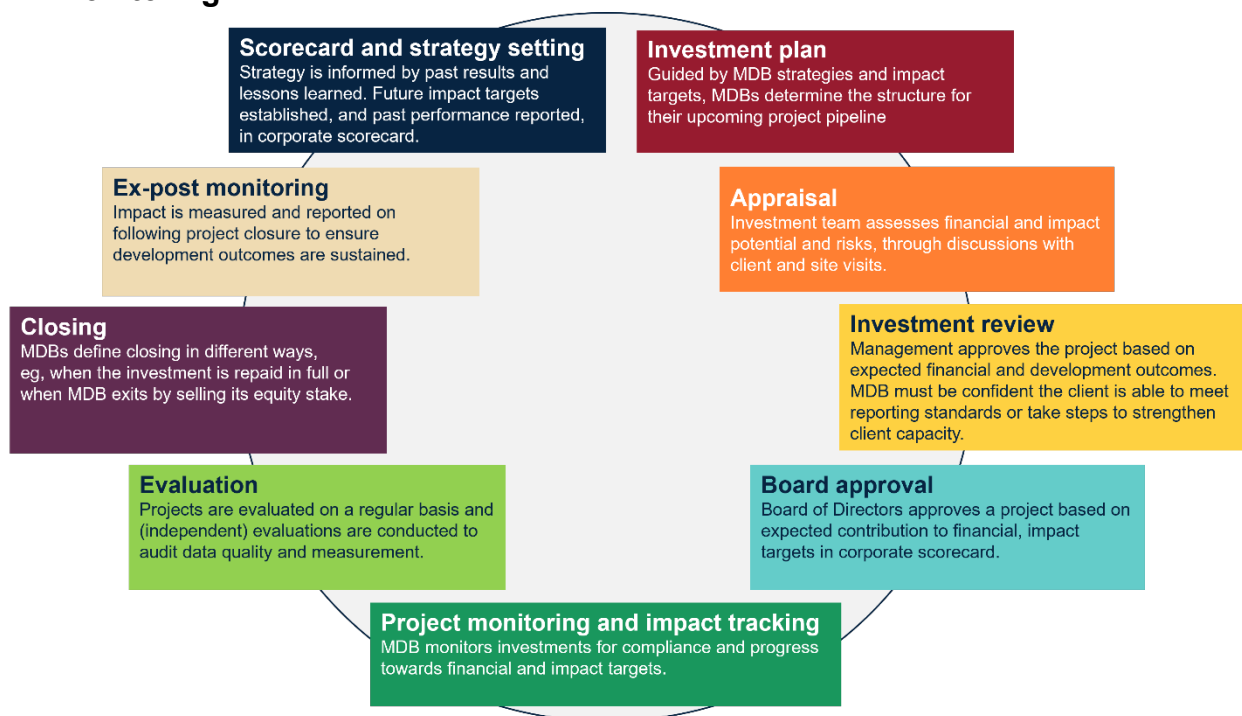 Scorecard and strategy setting
Strategy is informed by past results and
lessons learned. Future impact targets
established, and past performance reported,
in corporate scorecard.
Investment plan
Guided by MDB strategies and impact
targets, MDBs determine the structure for
their upcoming project pipeline
Appraisal
Investment team assesses financial and impact
potential and risks, through discussions with
client and site visits.
Investment review
Management approves the project based on
expected financial and development outcomes.
MDB must be confident the client is able to meet
reporting standards or take steps to strengthen
client capacity.
Board approval
Board of Directors approves a project based on
expected contribution to financial, impact
targets in corporate scorecard.
Project monitoring and impact tracking
MDB monitors investments for compliance and progress
towards financial and impact targets.
Evaluation
Projects are evaluated on a regular basis and
(independent) evaluations are conducted to
audit data quality and measurement.
Closing
MDBs define closing in different ways,
eg, when the investment is repaid in full or
when MDB exits by selling its equity stake.
Ex-post monitoring
Impact is measured and reported on
following project closure to ensure
development outcomes are sustained.